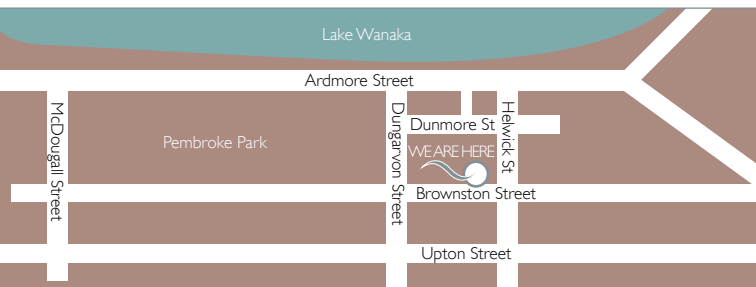 Lake Wanaka
Ardmore Street
McDougall Street
Pembroke Park
Dungarvon Street
Dunmore St
Helwick St
WE ARE HERE
Brownston Street
Upton Street